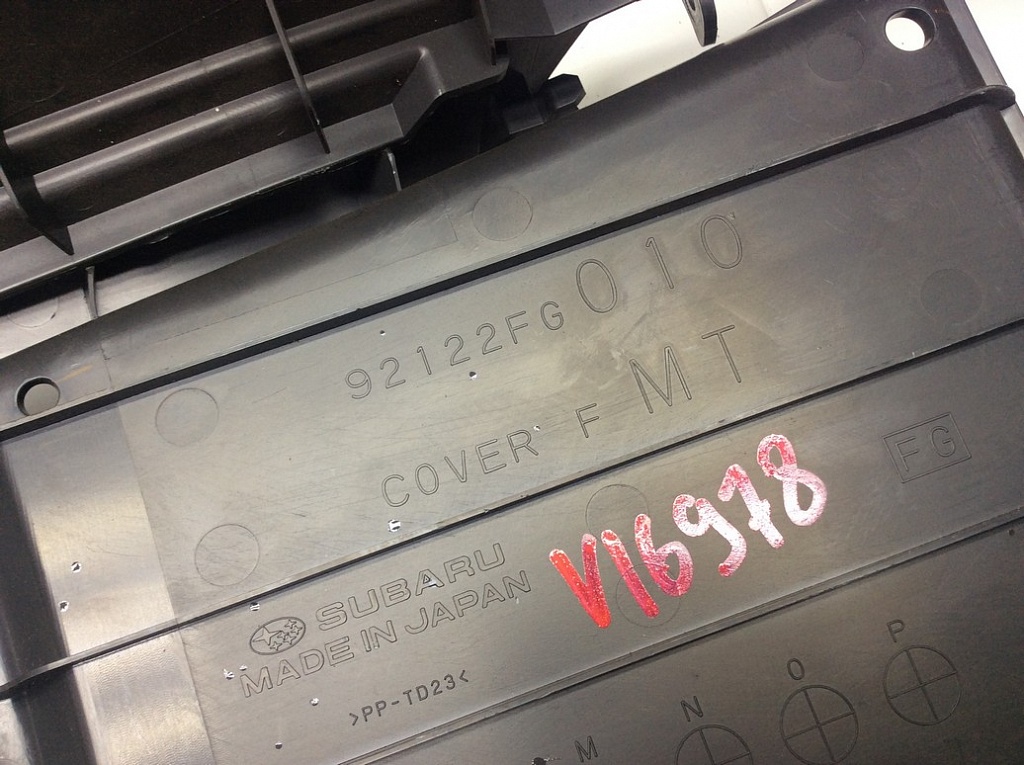 92122FG010
COVER F MT
FG
V16978
SUBARU
MADE IN JAPAN
>PP-TD23<
M N O P